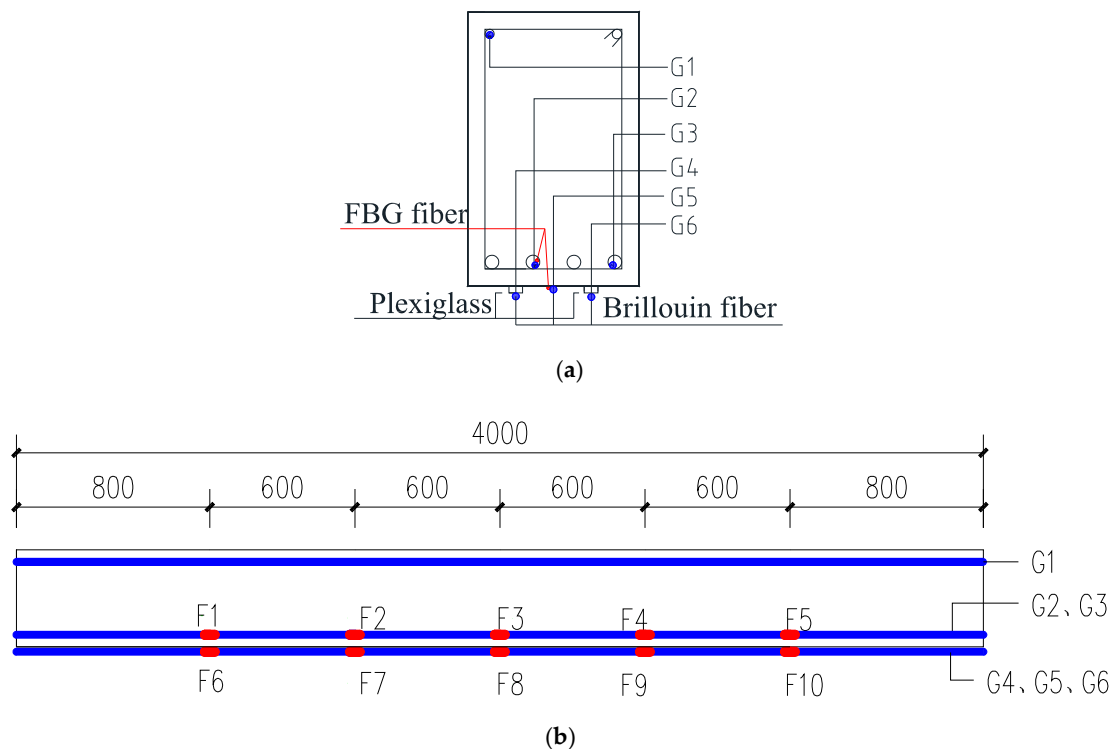 G1
G2
G3
G4
G5
FBG fiber
G6
Plexiglass
Brillouin fiber
(a)
4000
800 600 600 600 600 800
G1
F1 F2 F3 F4 F5
G2、G3
F6 F7 F8 F9 F10
G4、G5、G6
(b)